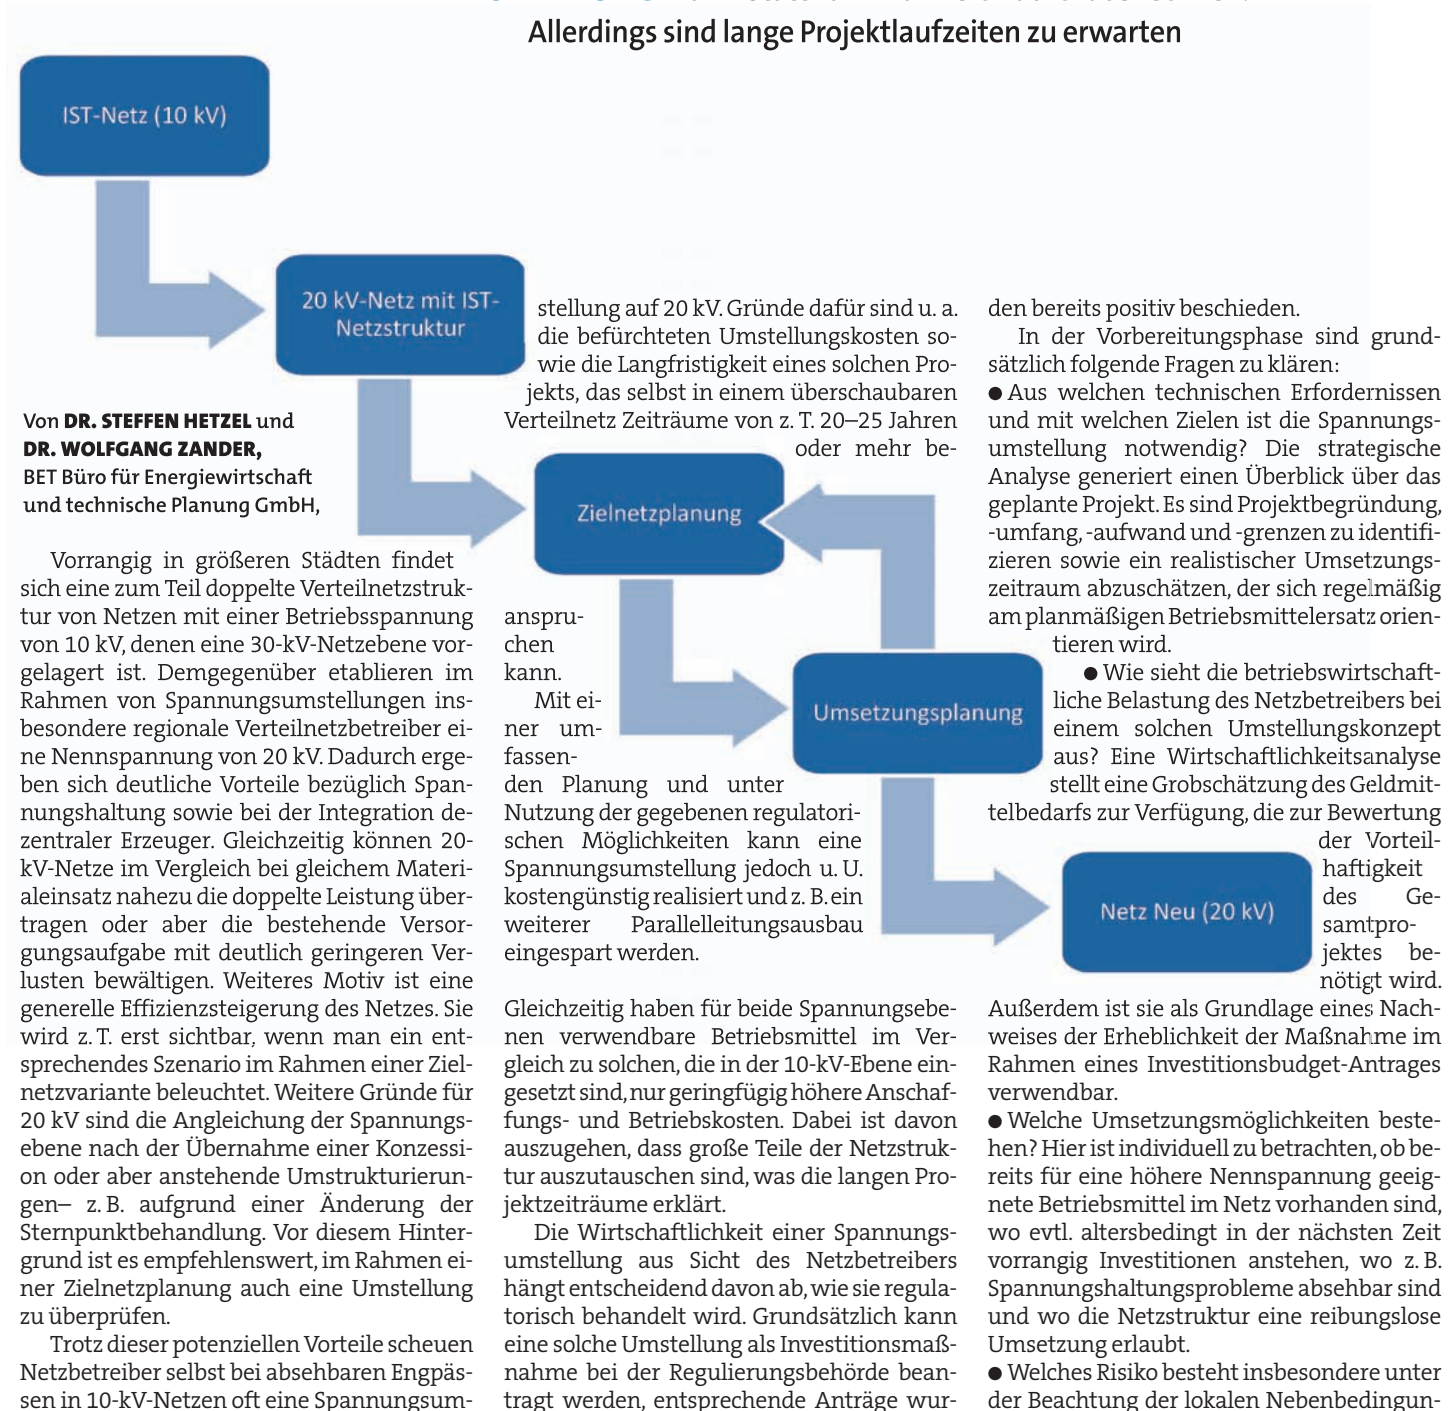 Allerdings sind lange Projektlaufzeiten zu erwarten
IST-Netz (10 kV)
20 kV-Netz mit IST-
Netzstruktur
Zielnetzplanung
Umsetzungsplanung
Netz Neu (20 kV)
Von DR. STEFFEN HETZEL und
DR. WOLFGANG ZANDER,
BET Büro für Energiewirtschaft
und technische Planung GmbH,
Vorrangig in größeren Städten findet
sich eine zum Teil doppelte Verteilnetzstruk-
tur von Netzen mit einer Betriebsspannung
von 10 kV, denen eine 30-kV-Netzebene vor-
gelagert ist. Demgegenüber etablieren im
Rahmen von Spannungsumstellungen ins-
besondere regionale Verteilnetzbetreiber ei-
ne Nennspannung von 20 kV. Dadurch erge-
ben sich deutliche Vorteile bezüglich Span-
nungshaltung sowie bei der Integration de-
zentraler Erzeuger. Gleichzeitig können 20-
kV-Netze im Vergleich bei gleichem Materi-
aleinsatz nahezu die doppelte Leistung über-
tragen oder aber die bestehende Versor-
gungsaufgabe mit deutlich geringeren Ver-
lusten bewältigen. Weiteres Motiv ist eine
generelle Effizienzsteigerung des Netzes. Sie
wird z. T. erst sichtbar, wenn man ein ent-
sprechendes Szenario im Rahmen einer Ziel-
netzvariante beleuchtet. Weitere Gründe für
20 kV sind die Angleichung der Spannungs-
ebene nach der Übernahme einer Konzessi-
on oder aber anstehende Umstrukturierun-
gen– z. B. aufgrund einer Änderung der
Sternpunktbehandlung. Vor diesem Hinter-
grund ist es empfehlenswert, im Rahmen ei-
ner Zielnetzplanung auch eine Umstellung
zu überprüfen.
Trotz dieser potenziellen Vorteile scheuen
Netzbetreiber selbst bei absehbaren Engpäs-
sen in 10-kV-Netzen oft eine Spannungsum-
stellung auf 20 kV. Gründe dafür sind u. a.
die befürchteten Umstellungskosten so-
wie die Langfristigkeit eines solchen Pro-
jekts, das selbst in einem überschaubaren
Verteilnetz Zeiträume von z. T. 20–25 Jahren
oder mehr be-
anspru-
chen
kann.
Mit ei-
ner um-
fassen-
den Planung und unter
Nutzung der gegebenen regulatori-
schen Möglichkeiten kann eine
Spannungsumstellung jedoch u. U.
kostengünstig realisiert und z. B. ein
weiterer Parallelleitungsausbau
eingespart werden.
Gleichzeitig haben für beide Spannungsebe-
nen verwendbare Betriebsmittel im Ver-
gleich zu solchen, die in der 10-kV-Ebene ein-
gesetzt sind, nur geringfügig höhere Anschaf-
fungs- und Betriebskosten. Dabei ist davon
auszugehen, dass große Teile der Netzstruk-
tur auszutauschen sind, was die langen Pro-
jektzeiträume erklärt.
Die Wirtschaftlichkeit einer Spannungs-
umstellung aus Sicht des Netzbetreibers
hängt entscheidend davon ab, wie sie regula-
torisch behandelt wird. Grundsätzlich kann
eine solche Umstellung als Investitionsmaß-
nahme bei der Regulierungsbehörde bean-
tragt werden, entsprechende Anträge wur-
den bereits positiv beschieden.
In der Vorbereitungsphase sind grund-
sätzlich folgende Fragen zu klären:
● Aus welchen technischen Erfordernissen
und mit welchen Zielen ist die Spannungs-
umstellung notwendig? Die strategische
Analyse generiert einen Überblick über das
geplante Projekt. Es sind Projektbegründung,
-umfang, -aufwand und -grenzen zu identifi-
zieren sowie ein realistischer Umsetzungs-
zeitraum abzuschätzen, der sich regelmäßig
am planmäßigen Betriebsmittelersatz orien-
tieren wird.
● Wie sieht die betriebswirtschaft-
liche Belastung des Netzbetreibers bei
einem solchen Umstellungskonzept
aus? Eine Wirtschaftlichkeitsanalyse
stellt eine Grobschätzung des Geldmit-
telbedarfs zur Verfügung, die zur Bewertung
der Vorteil-
haftigkeit
des Ge-
samtpro-
jektes be-
nötigt wird.
Außerdem ist sie als Grundlage eines Nach-
weises der Erheblichkeit der Maßnahme im
Rahmen eines Investitionsbudget-Antrages
verwendbar.
● Welche Umsetzungsmöglichkeiten beste-
hen? Hier ist individuell zu betrachten, ob be-
reits für eine höhere Nennspannung geeig-
nete Betriebsmittel im Netz vorhanden sind,
wo evtl. altersbedingt in der nächsten Zeit
vorrangig Investitionen anstehen, wo z. B.
Spannungshaltungsprobleme absehbar sind
und wo die Netzstruktur eine reibungslose
Umsetzung erlaubt.
● Welches Risiko besteht insbesondere unter
der Beachtung der lokalen Nebenbedingun-